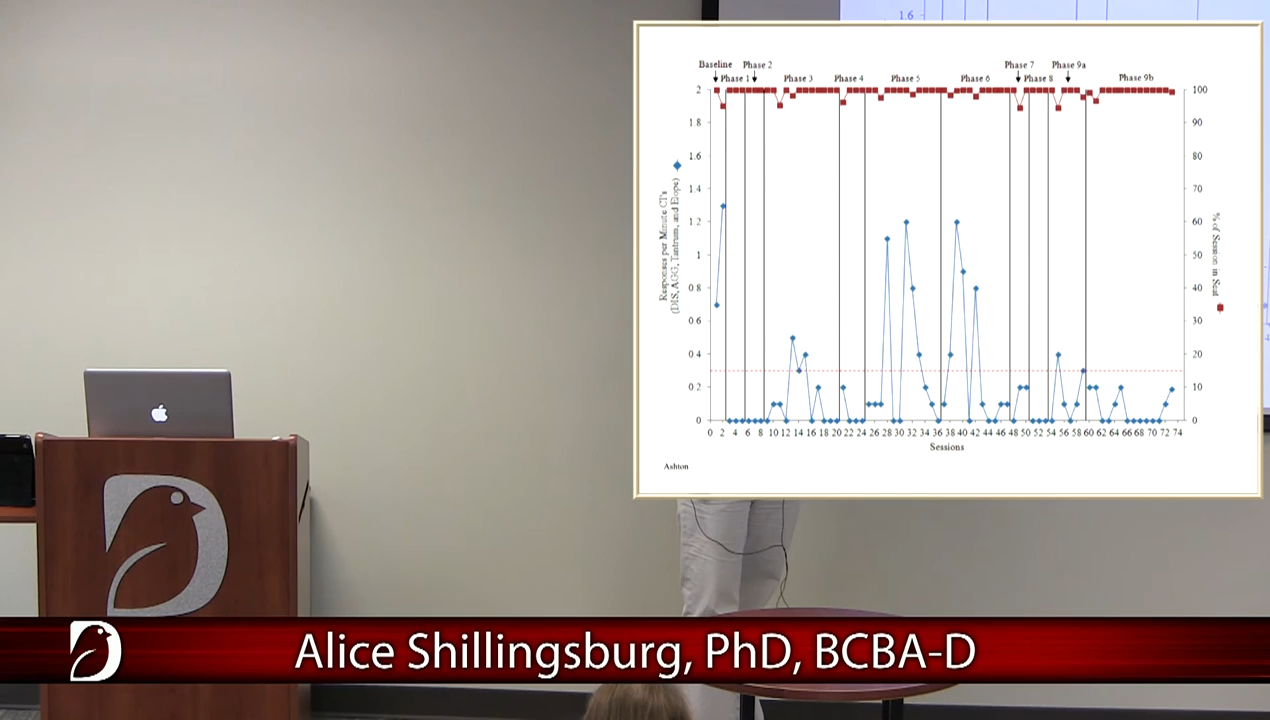 1.6
Baseline Phase 2 Phase 7 Phase 9a
Phase 1 Phase 3 Phase 4 Phase 5 Phase 6 Phase 8 Phase 9b
2 100
1.8 90
1.6 80
1.4 70
1.2 60
1 50
0.8 40
0.6 30
0.4 20
0.2 10
0 0
Responses per Minute CI's
(DIS, AGG, Tantrum, and Elope)
% of Session in Seat
0 2 4 6 8 10 12 14 16 18 20 22 24 26 28 30 32 34 36 38 40 42 44 46 48 50 52 54 56 58 60 62 64 66 68 70 72 74
Sessions
Ashton
Alice Shillingsburg, PhD, BCBA-D